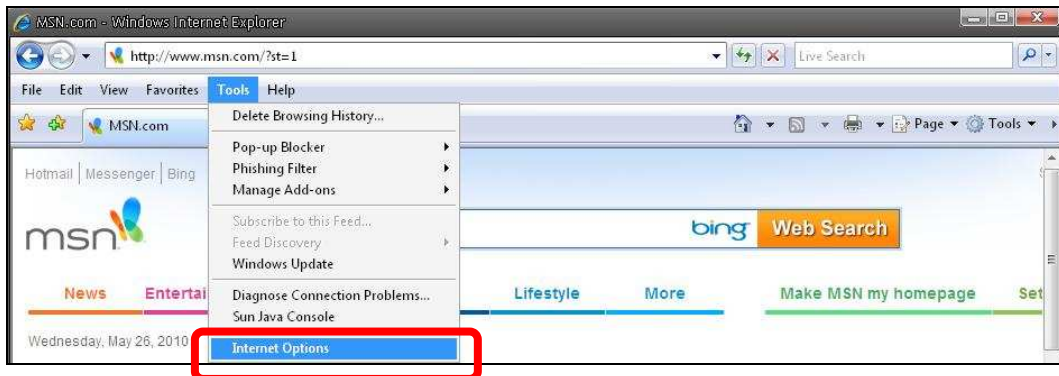 MSN.com - Windows Internet Explorer
http://www.msn.com/?st=1
Live Search
File Edit View Favorites Tools Help
MSN.com
Page Tools
Delete Browsing History...
Pop-up Blocker
Phishing Filter
Manage Add-ons
Subscribe to this Feed...
Feed Discovery
Windows Update
Diagnose Connection Problems...
Sun Java Console
Internet Options
Hotmail | Messenger | Bing
msn
bing Web Search
News Entertai Lifestyle More Make MSN my homepage Set
Wednesday, May 26, 2010